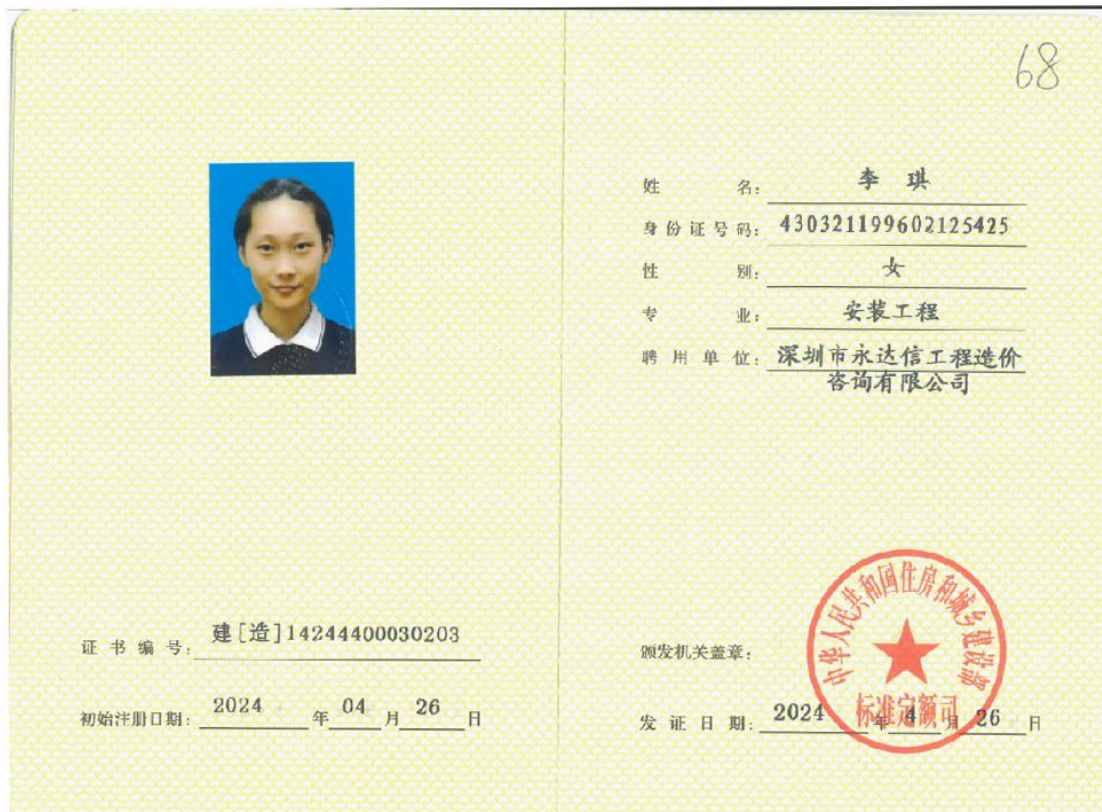 68
姓 名: 李 琪
身份证号码: 430321199602125425
性 别: 女
专 业: 安装工程
聘用单位: 深圳市永达信工程造价
咨询有限公司
证书编号: 建[造]14244400030203
初始注册日期: 2024 年 04 月 26 日
颁发机关盖章:
中华人民共和国住房和城乡建设部
标准定额司
发证日期: 2024 年 4 月 26 日